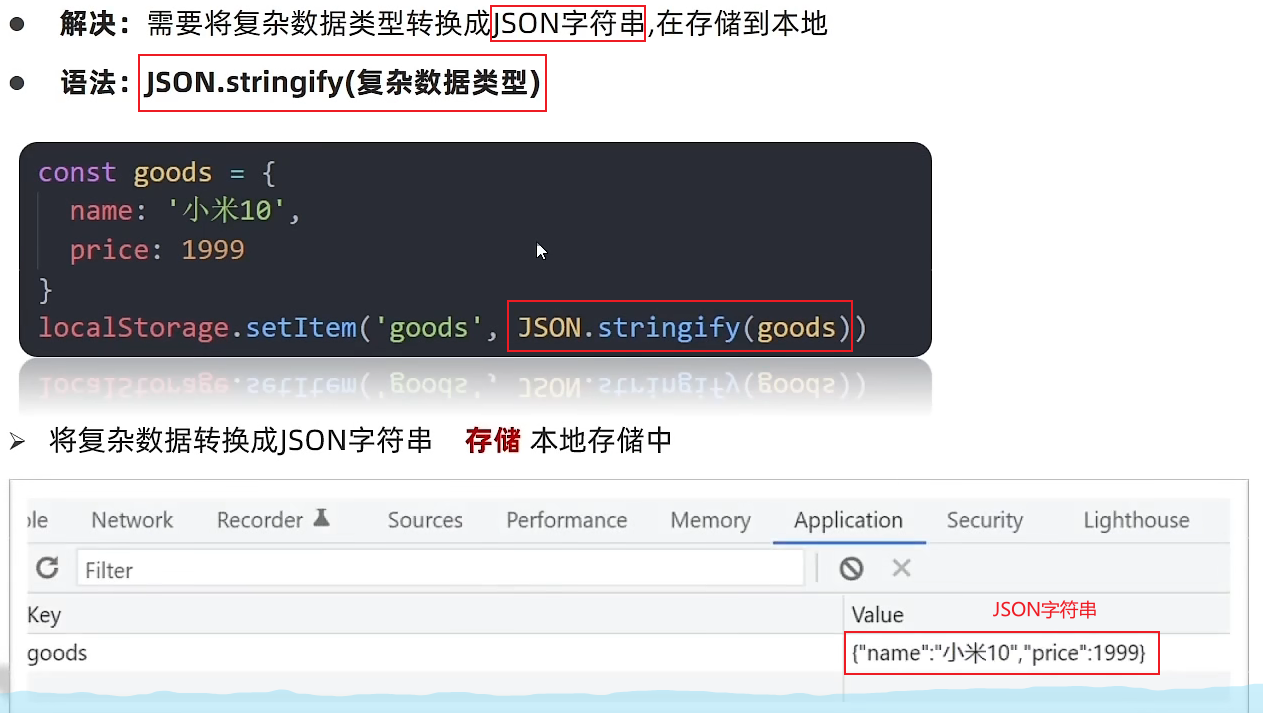 解决：需要将复杂数据类型转换成JSON字符串,在存储到本地
语法：JSON.stringify(复杂数据类型)
const goods = {
name: '小米10',
price: 1999
}
localStorage.setItem('goods', JSON.stringify(goods))
将复杂数据转换成JSON字符串 存储 本地存储中
ole Network Recorder Sources Performance Memory Application Security Lighthouse
Filter
Key Value JSON字符串
goods {"name":"小米10","price":1999}